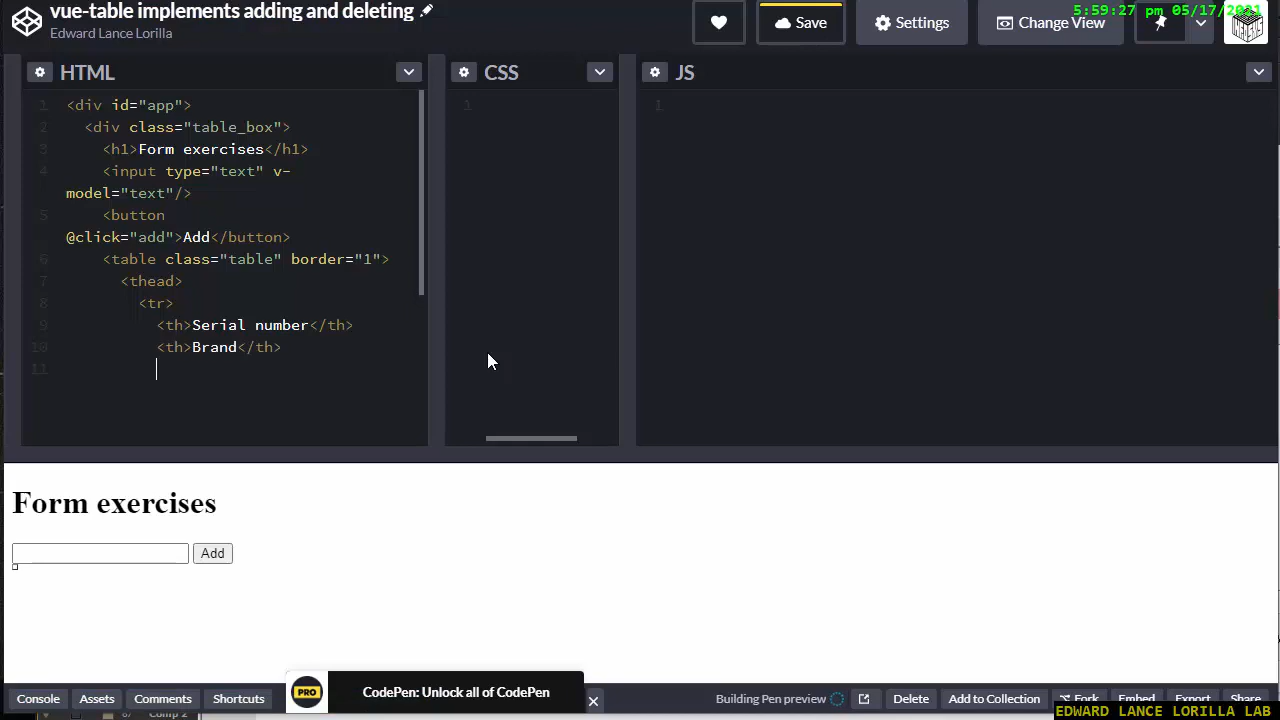 vue-table implements adding and deleting
Edward Lance Lorilla
Save
Settings
Change View
5:59:27 pm 05/17/2021
HTML
CSS
JS
1 <div id="app">
2 <div class="table_box">
3 <h1>Form exercises</h1>
4 <input type="text" v-
model="text"/>
5 <button
@click="add">Add</button>
6 <table class="table" border="1">
7 <thead>
8 <tr>
9 <th>Serial number</th>
10 <th>Brand</th>
11
1
1
Form exercises
Add
PRO
CodePen: Unlock all of CodePen
Console
Assets
Comments
Shortcuts
Building Pen preview
Delete
Add to Collection
Fork
Embed
Export
Share
Comp 2
EDWARD LANCE LORILLA LAB